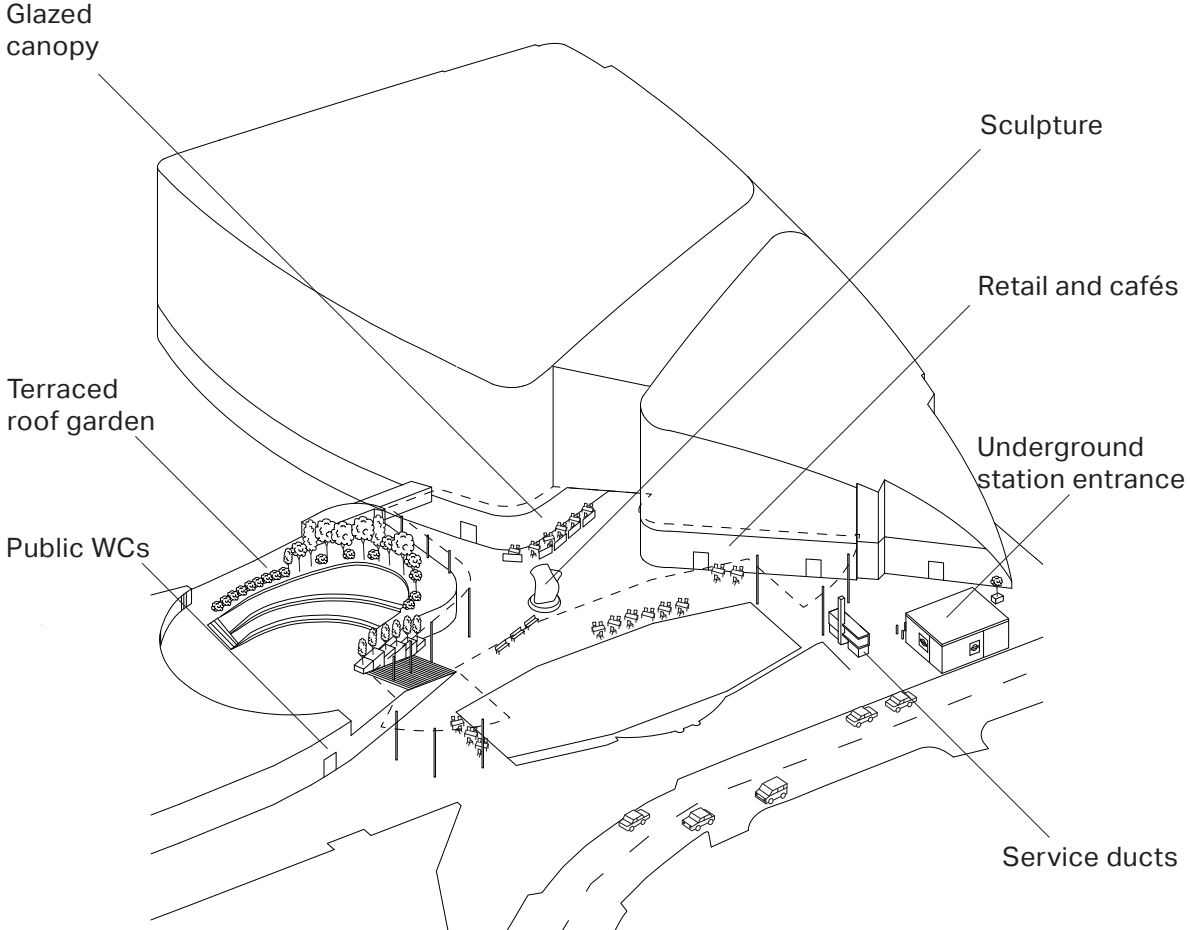 Glazed
canopy
Sculpture
Retail and cafés
Terraced
roof garden
Underground
station entrance
Public WCs
Service ducts